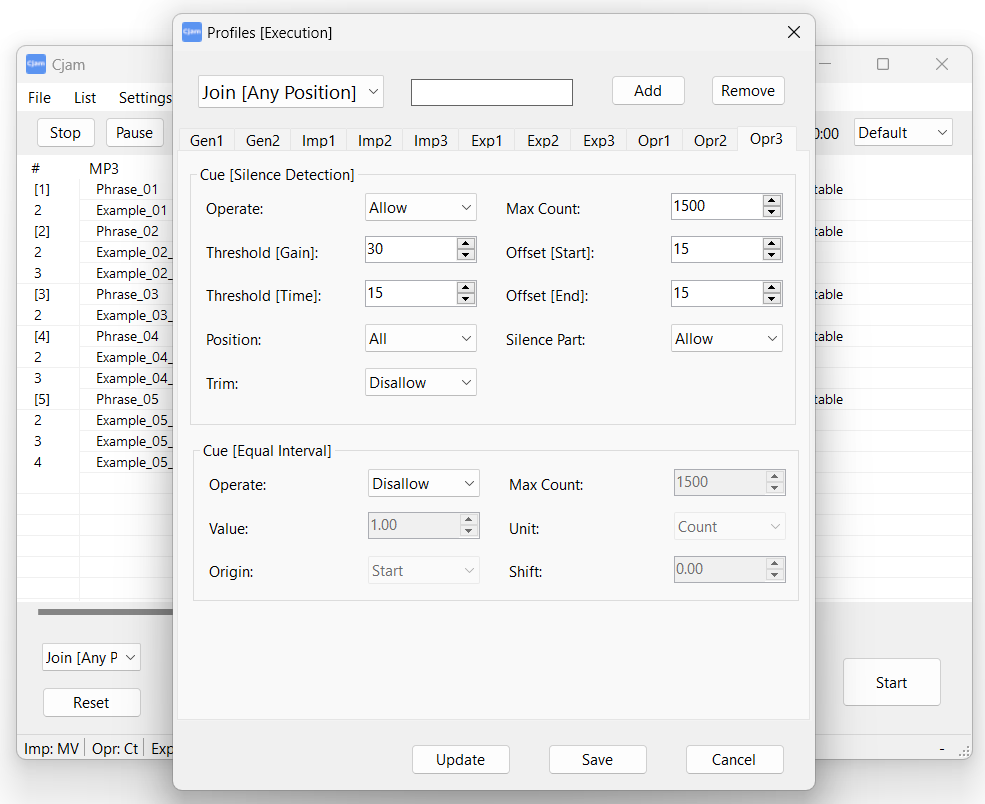 Cjam Profiles [Execution]
Cjam Cjam
File List Settings
Join [Any Position] Add Remove
Stop Pause
0:00 Default
Gen1 Gen2 Imp1 Imp2 Imp3 Exp1 Exp2 Exp3 Opr1 Opr2 Opr3
# MP3
[1] Phrase_01 table
2 Example_01
[2] Phrase_02 table
2 Example_02_
3 Example_02_
[3] Phrase_03 table
2 Example_03_
[4] Phrase_04 table
2 Example_04_
3 Example_04_
[5] Phrase_05 table
2 Example_05_
3 Example_05_
4 Example_05_
Cue [Silence Detection]
Operate: Allow Max Count: 1500
Threshold [Gain]: 30 Offset [Start]: 15
Threshold [Time]: 15 Offset [End]: 15
Position: All Silence Part: Allow
Trim: Disallow
Cue [Equal Interval]
Operate: Disallow Max Count: 1500
Value: 1.00 Unit: Count
Origin: Start Shift: 0.00
Join [Any P
Reset
Start
Imp: MV Opr: Ct Exp -
Update Save Cancel